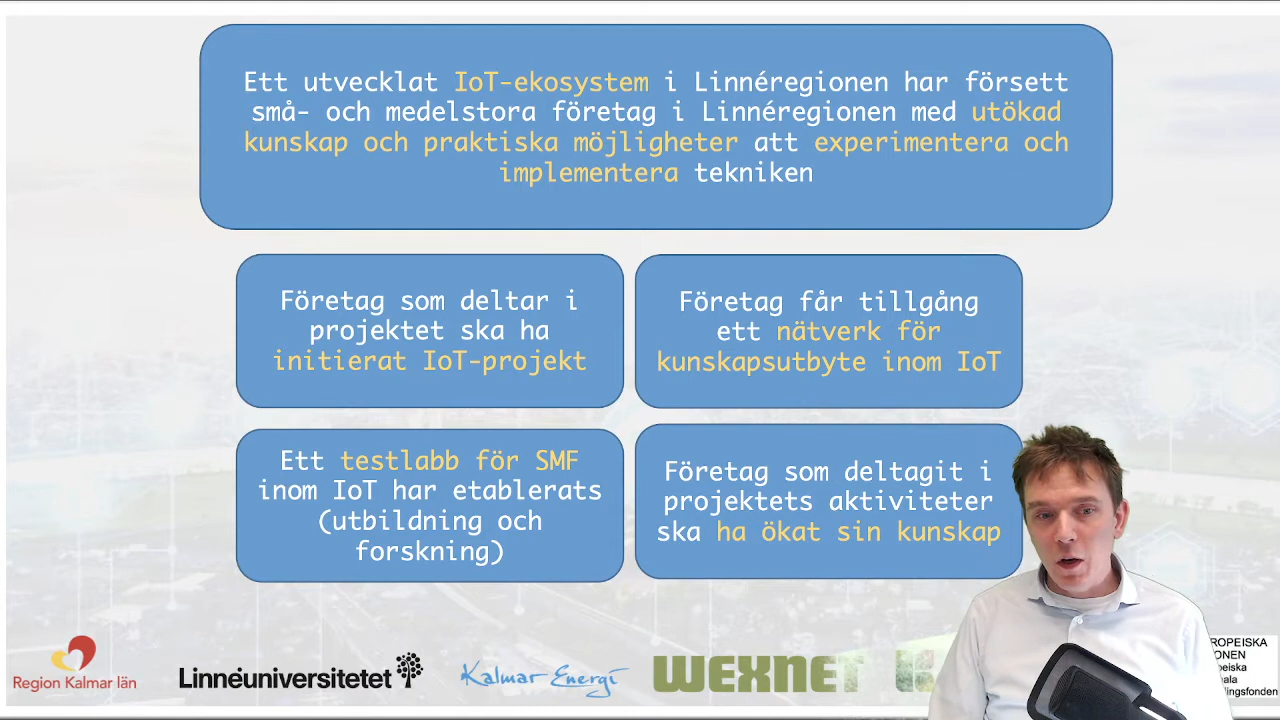 Ett utvecklat IoT-ekosystem i Linnéregionen har försett
små- och medelstora företag i Linnéregionen med utökad
kunskap och praktiska möjligheter att experimentera och
implementera tekniken
Företag som deltar i
projektet ska ha
initierat IoT-projekt
Företag får tillgång
ett nätverk för
kunskapsutbyte inom IoT
Ett testlabb för SMF
inom IoT har etablerats
(utbildning och
forskning)
Företag som deltagit i
projektets aktiviteter
ska ha ökat sin kunskap
Region Kalmar län
Linnéuniversitetet
Kalmar Energi
WEXNET